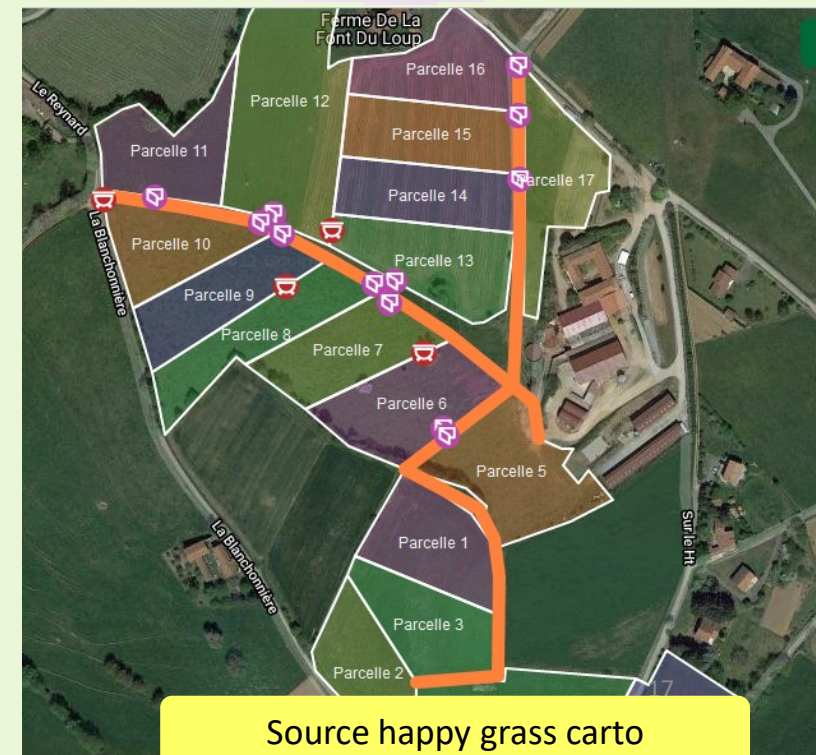 Ferme De La
Font Du Loup
Parcelle 16
Parcelle 12
Le Reynard
Parcelle 15
Parcelle 11
Parcelle 17
Parcelle 14
Parcelle 10
Parcelle 13
La Blanchonnière
Parcelle 9
Parcelle 8
Parcelle 7
Parcelle 6
Parcelle 5
Sur le Ht
Parcelle 1
La Blanchonnière
Parcelle 3
Parcelle 2
17
Source happy grass carto